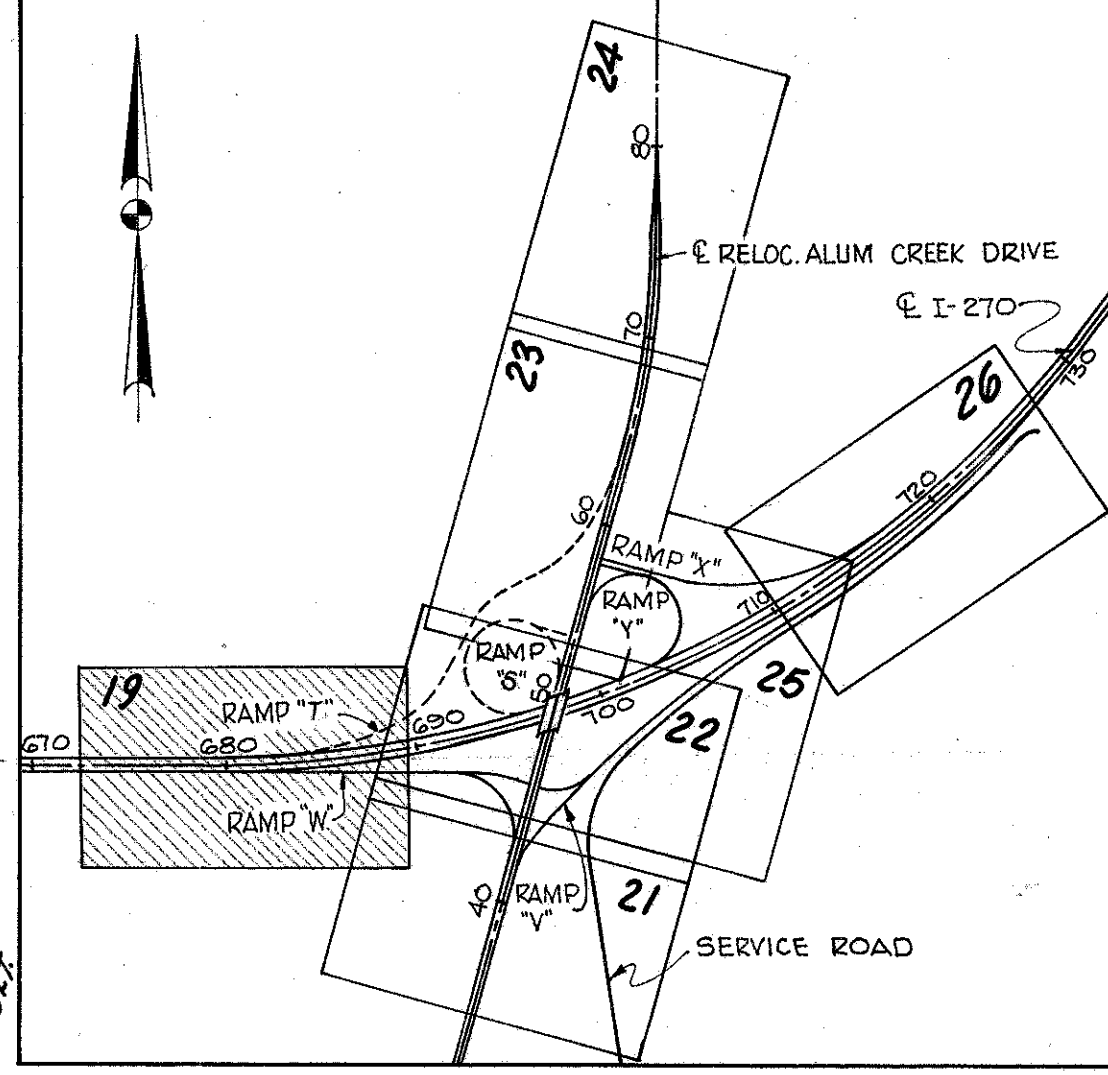 24
80
℄ RELOC. ALUM CREEK DRIVE
℄ I-270
70
730
23
26
720
60
RAMP "X"
RAMP
"Y"
710
RAMP
"S"
25
19
RAMP "T"
50
700
690
22
670
680
RAMP "W"
40
RAMP
"V"
21
SERVICE ROAD